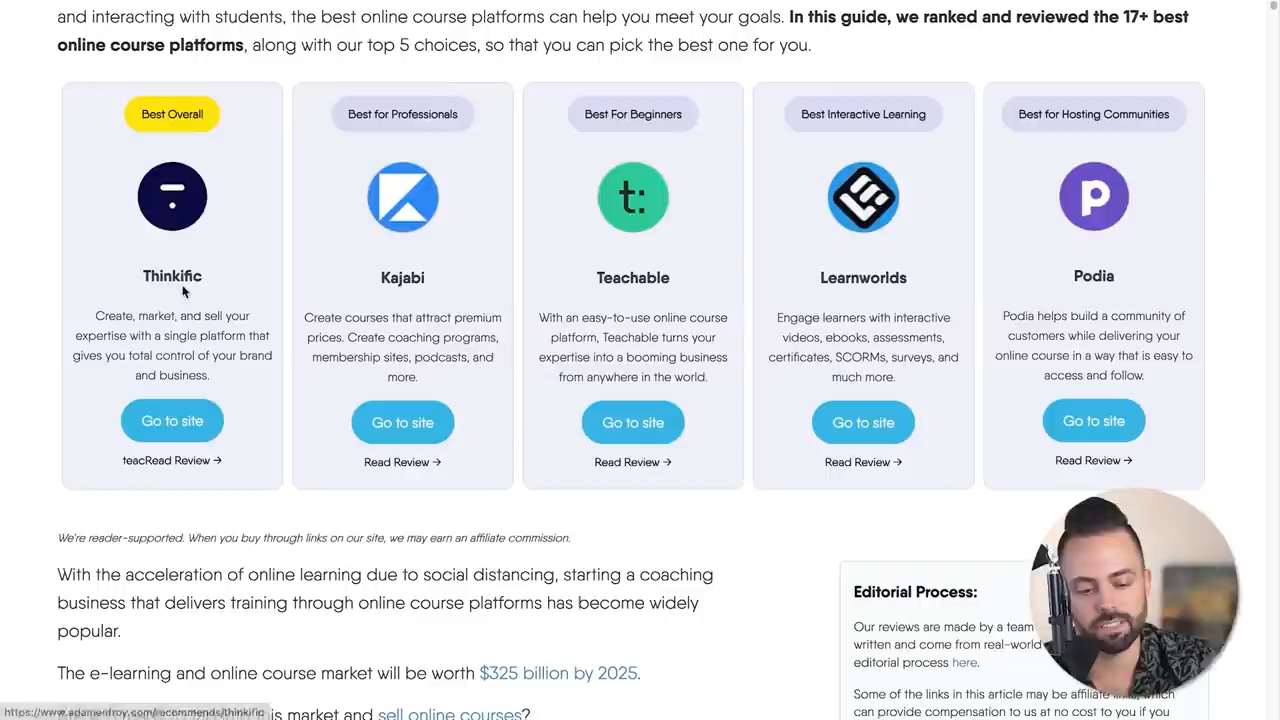 and interacting with students, the best online course platforms can help you meet your goals. In this guide, we ranked and reviewed the 17+ best
online course platforms, along with our top 5 choices, so that you can pick the best one for you.
Best Overall
Thinkific
Create, market, and sell your
expertise with a single platform that
gives you total control of your brand
and business.
Go to site
teacRead Review →
Best for Professionals
Kajabi
Create courses that attract premium
prices. Create coaching programs,
membership sites, podcasts, and
more.
Go to site
Read Review →
Best For Beginners
t:
Teachable
With an easy-to-use online course
platform, Teachable turns your
expertise into a booming business
from anywhere in the world.
Go to site
Read Review →
Best Interactive Learning
Learnworlds
Engage learners with interactive
videos, ebooks, assessments,
certificates, SCORMs, surveys, and
much more.
Go to site
Read Review →
Best for Hosting Communities
p
Podia
Podia helps build a community of
customers while delivering your
online course in a way that is easy to
access and follow.
Go to site
Read Review →
We're reader-supported. When you buy through links on our site, we may earn an affiliate commission.
With the acceleration of online learning due to social distancing, starting a coaching
business that delivers training through online course platforms has become widely
popular.
The e-learning and online course market will be worth $325 billion by 2025.
is market and sell online courses?
Editorial Process:
Our reviews are made by a team
written and come from real-world
editorial process here.
Some of the links in this article may be affiliate links, which
can provide compensation to us at no cost to you if you
https://www.adamenfroy.com/recommends/thinkific